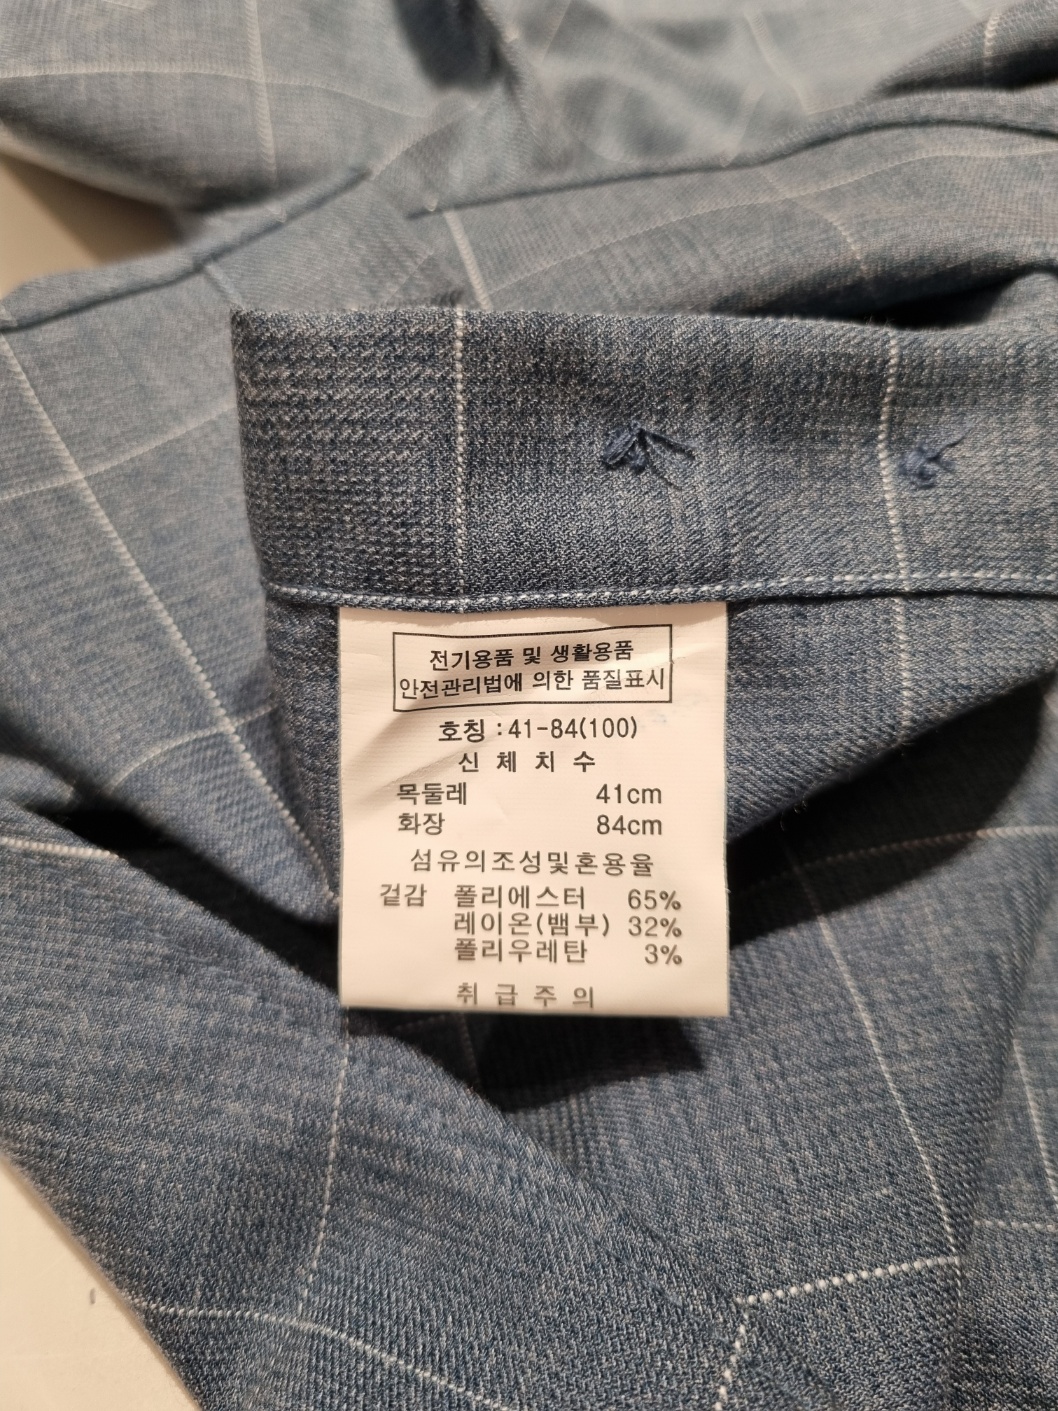 전기용품 및 생활용품
안전관리법에 의한 품질표시
호칭 : 41-84(100)
신 체 치 수
목둘레 41cm
화장 84cm
섬유의조성및혼용율
겉감 폴리에스터 65%
레이온(뱀부) 32%
폴리우레탄 3%
취 급 주 의